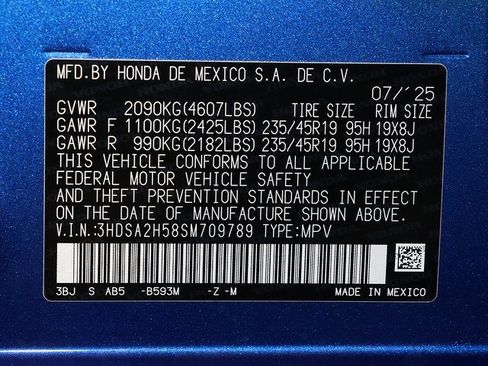 MFD.BY HONDA DE MEXICO S.A. DE C.V.
07/'25
GVWR 2090KG(4607LBS) TIRE SIZE RIM SIZE
GAWR F 1100KG(2425LBS) 235/45R19 95H 19X8J
GAWR R 990KG(2182LBS) 235/45R19 95H 19X8J
THIS VEHICLE CONFORMS TO ALL APPLICABLE
FEDERAL MOTOR VEHICLE SAFETY
AND THEFT PREVENTION STANDARDS IN EFFECT
ON THE DATE OF MANUFACTURE SHOWN ABOVE.
V.I.N.:3HDSA2H58SM709789 TYPE:MPV
3BJ S AB5 -B593M -Z -M MADE IN MEXICO